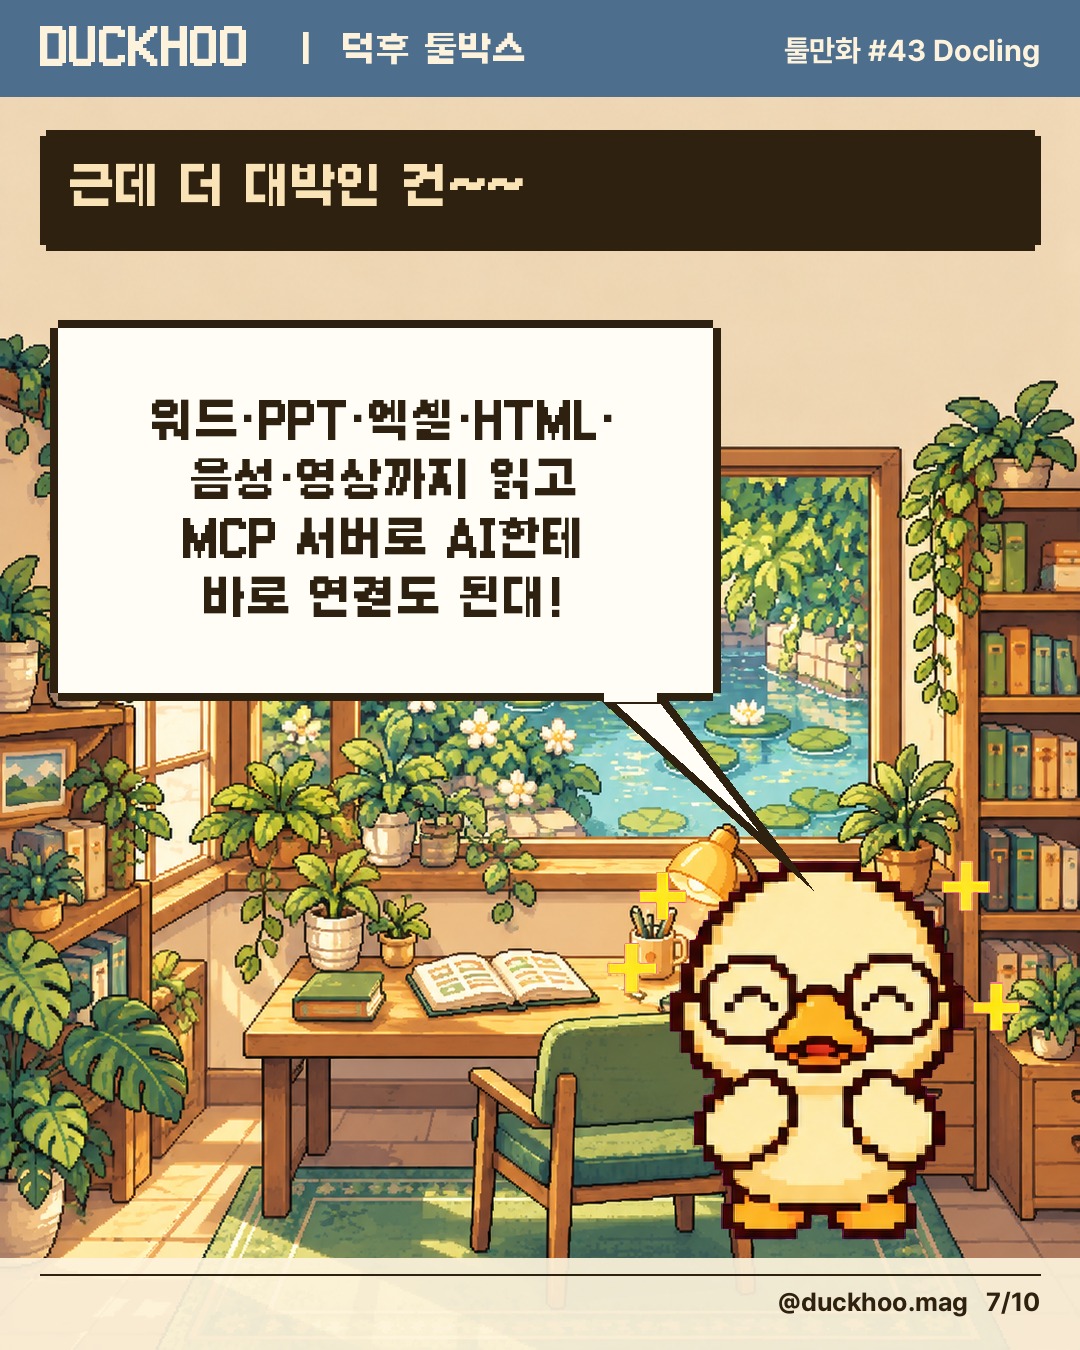 DUCKHOO | 덕후 툴박스
툴만화 #43 Docling
근데 더 대박인 건~~
워드·PPT·엑셀·HTML·
음성·영상까지 읽고
MCP 서버로 AI한테
바로 연결도 된대!
@duckhoo.mag 7/10